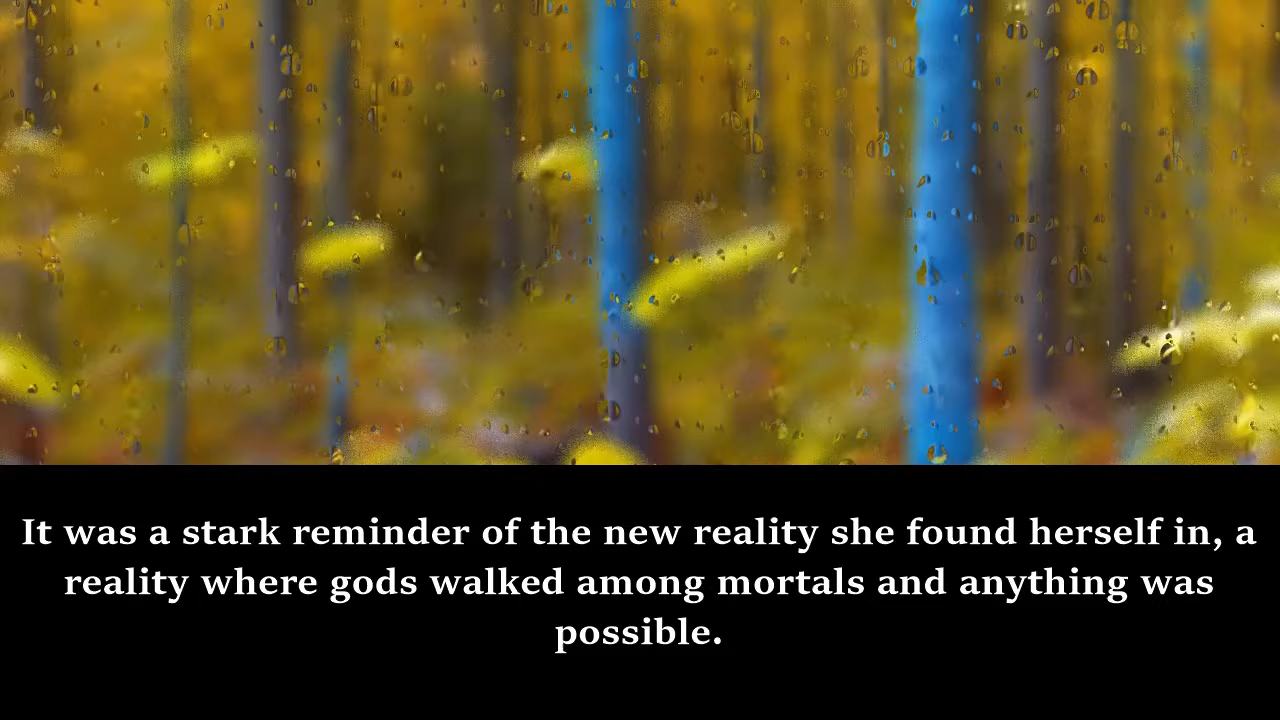 It was a stark reminder of the new reality she found herself in, a
reality where gods walked among mortals and anything was
possible.